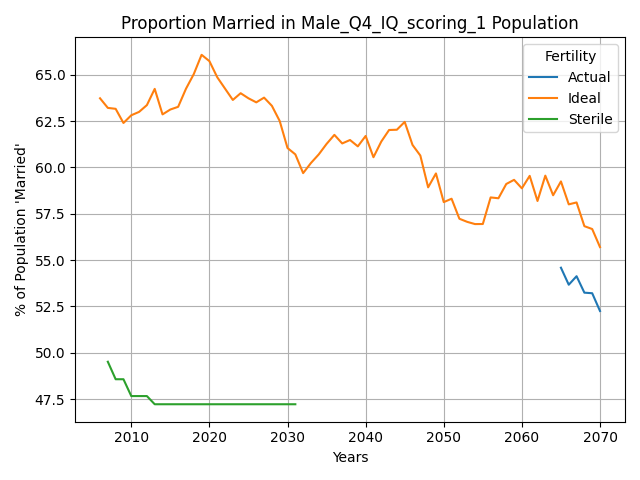 Proportion Married in Male_Q4_IQ_scoring_1 Population
Fertility
Actual
Ideal
Sterile
% of Population 'Married'
65.0
62.5
60.0
57.5
55.0
52.5
50.0
47.5
2010 2020 2030 2040 2050 2060 2070
Years